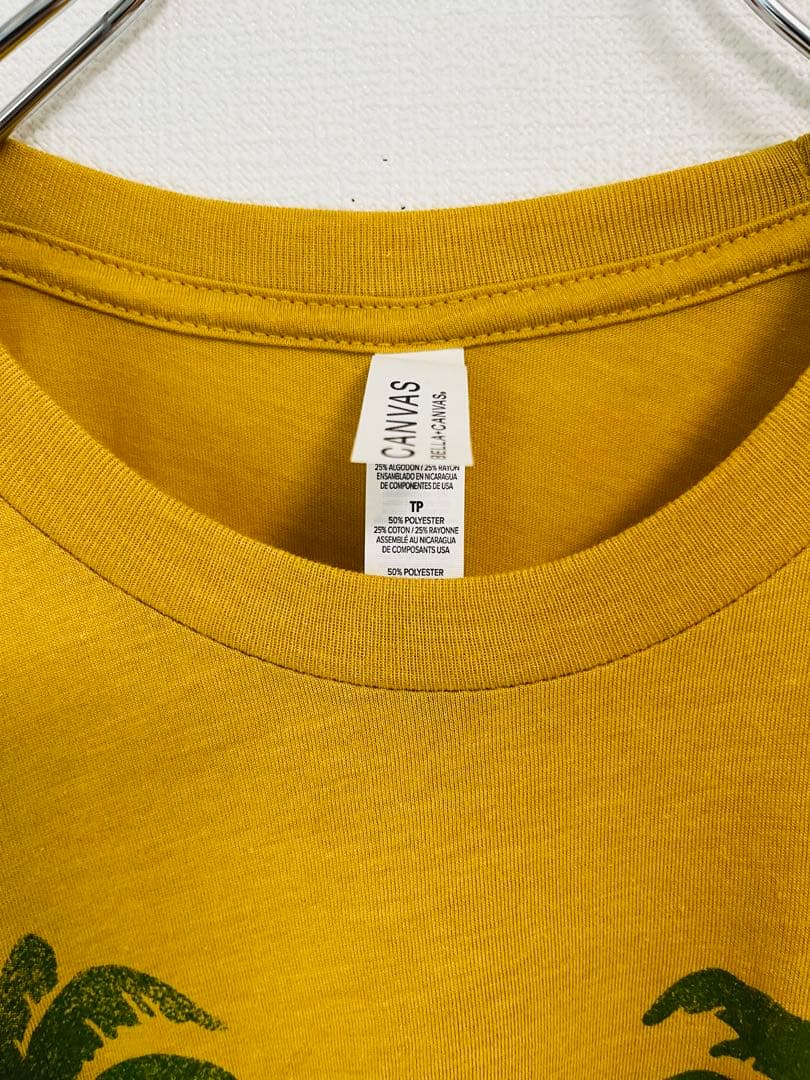 CANVAS
BELLA+CANVAS®
25% ALGODON / 25% RAYON
ENSAMBLADO EN NICARAGUA
DE COMPONENTES DE USA
TP
50% POLYESTER
25% COTON / 25% RAYONNE
ASSEMBLÉ AU NICARAGUA
DE COMPOSANTS USA
50% POLYESTER